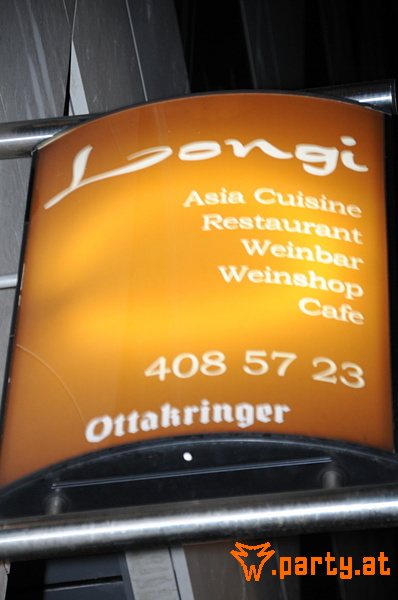 Longi
Asia Cuisine
Restaurant
Weinbar
Weinshop
Cafe
408 57 23
Ottakringer
.party.at